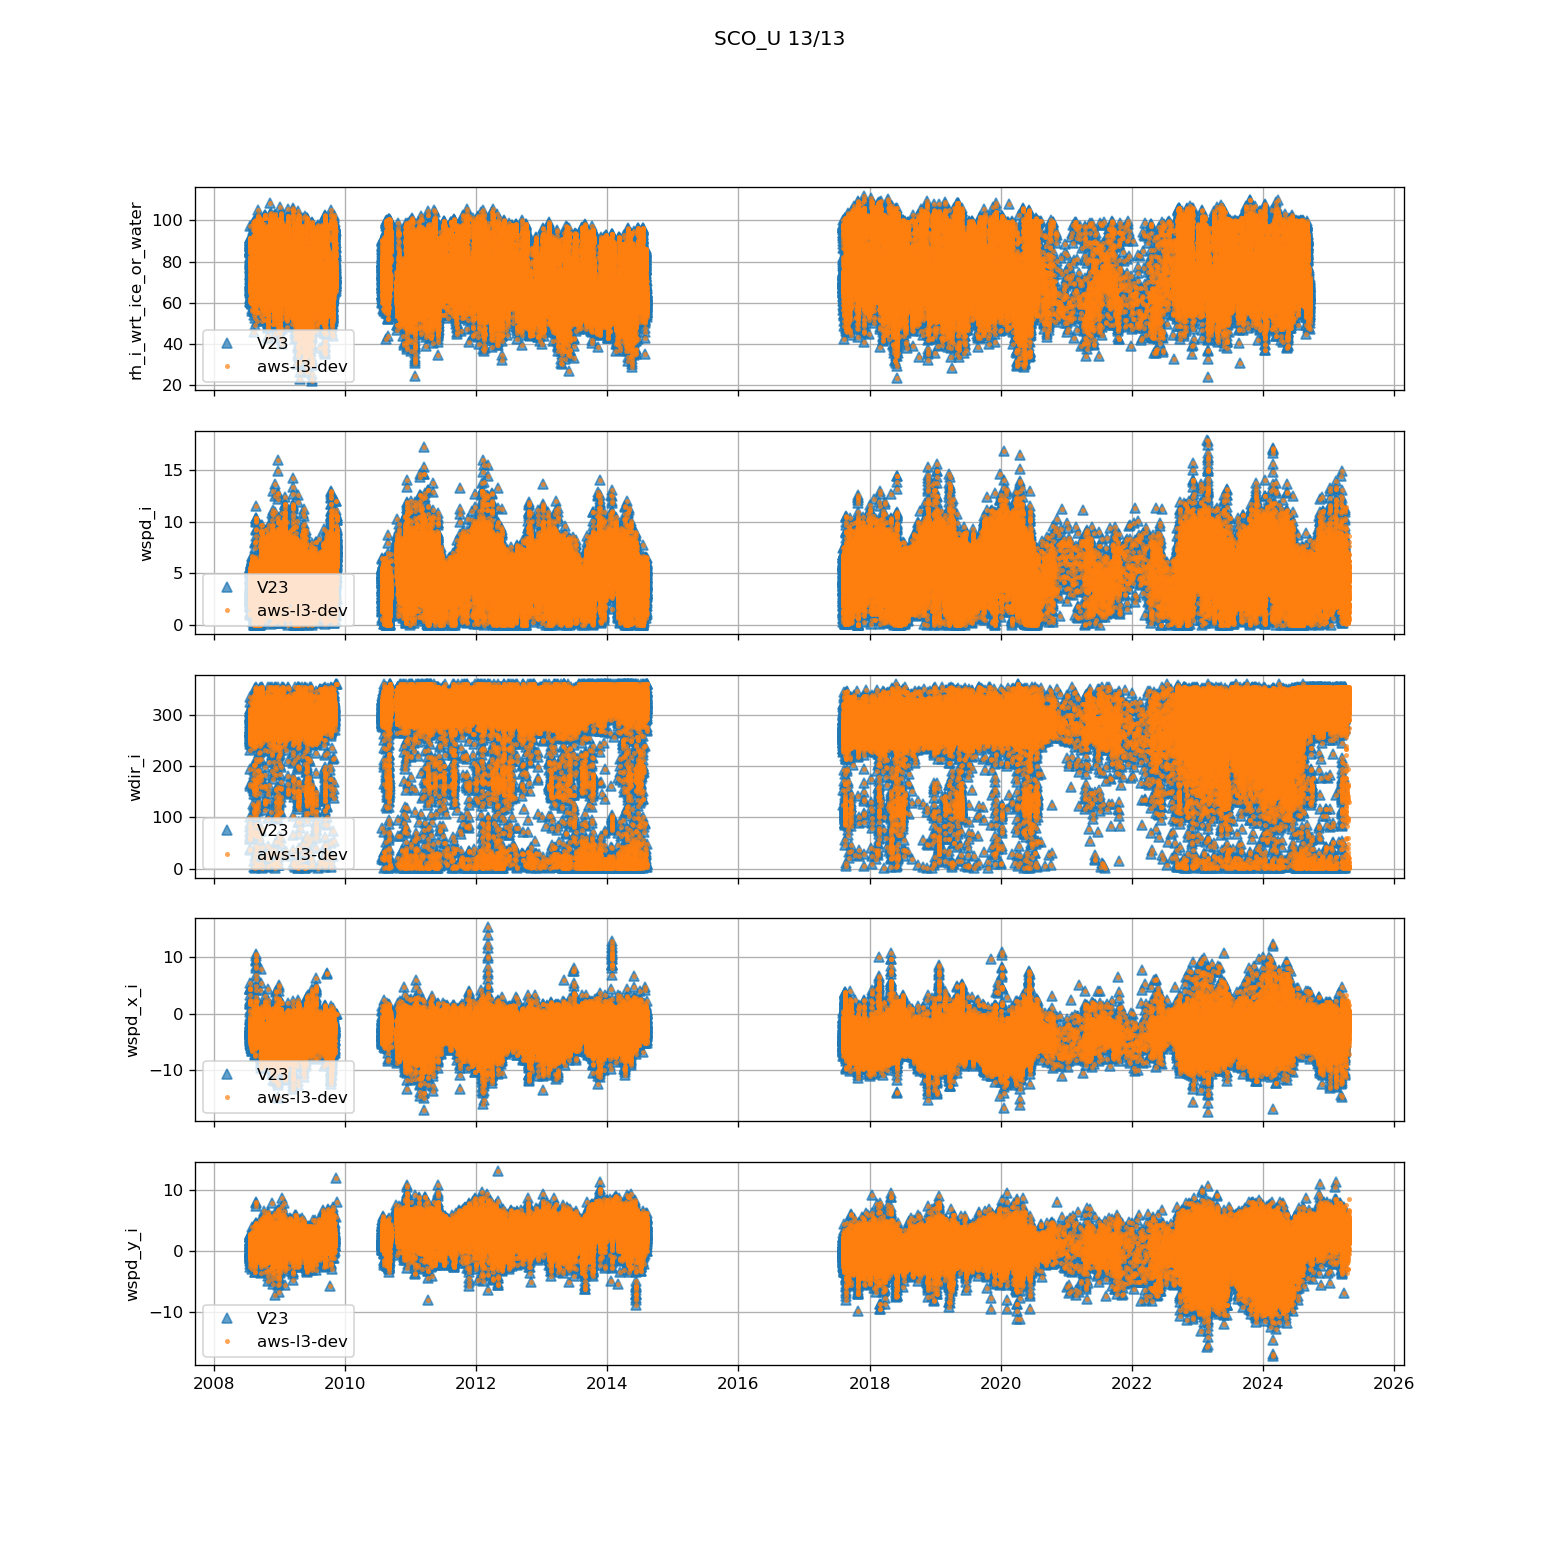 SCO_U 13/13
rh_i_wrt_ice_or_water
100
80
60
40
20
V23
aws-l3-dev
wspd_i
15
10
5
0
V23
aws-l3-dev
wdir_i
300
200
100
0
V23
aws-l3-dev
wspd_x_i
10
0
−10
V23
aws-l3-dev
wspd_y_i
10
0
−10
V23
aws-l3-dev
2008 2010 2012 2014 2016 2018 2020 2022 2024 2026